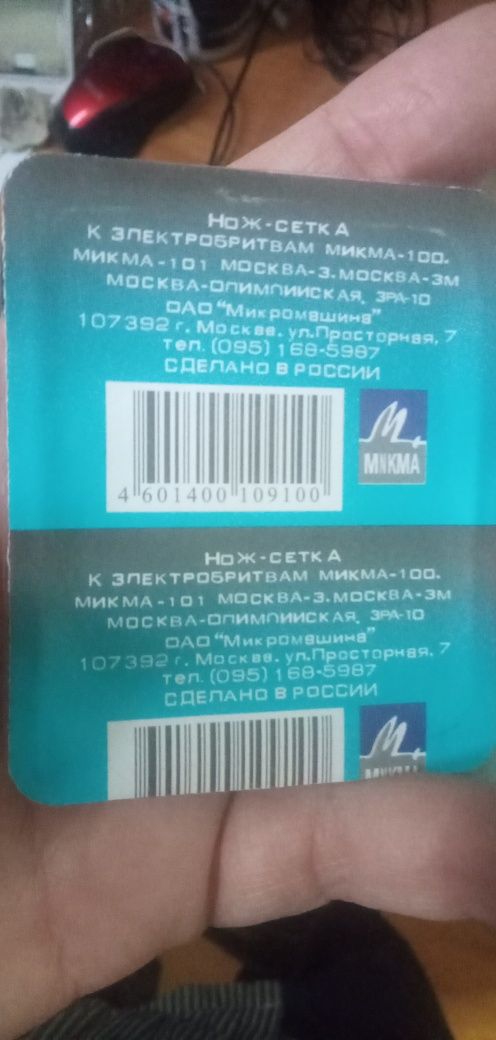 НОЖ-СЕТКА
К ЭЛЕКТРОБРИТВАМ МИКМА-100.
МИКМА-101 МОСКВА-3.МОСКВА-3М
МОСКВА-ОЛИМПИЙСКАЯ, ЭРА-10
ОАО "Микромашина"
107392 г. Москва. ул.Просторная, 7
тел. (095) 168-5987
СДЕЛАНО В РОССИИ
4 601400 109100
МИКМА
НОЖ-СЕТКА
К ЭЛЕКТРОБРИТВАМ МИКМА-100.
МИКМА-101 МОСКВА-3.МОСКВА-3М
МОСКВА-ОЛИМПИЙСКАЯ, ЭРА-10
ОАО "Микромашина"
107392 г. Москва. ул.Просторная. 7
тел. (095) 168-5987
СДЕЛАНО В РОССИИ
МИКМА